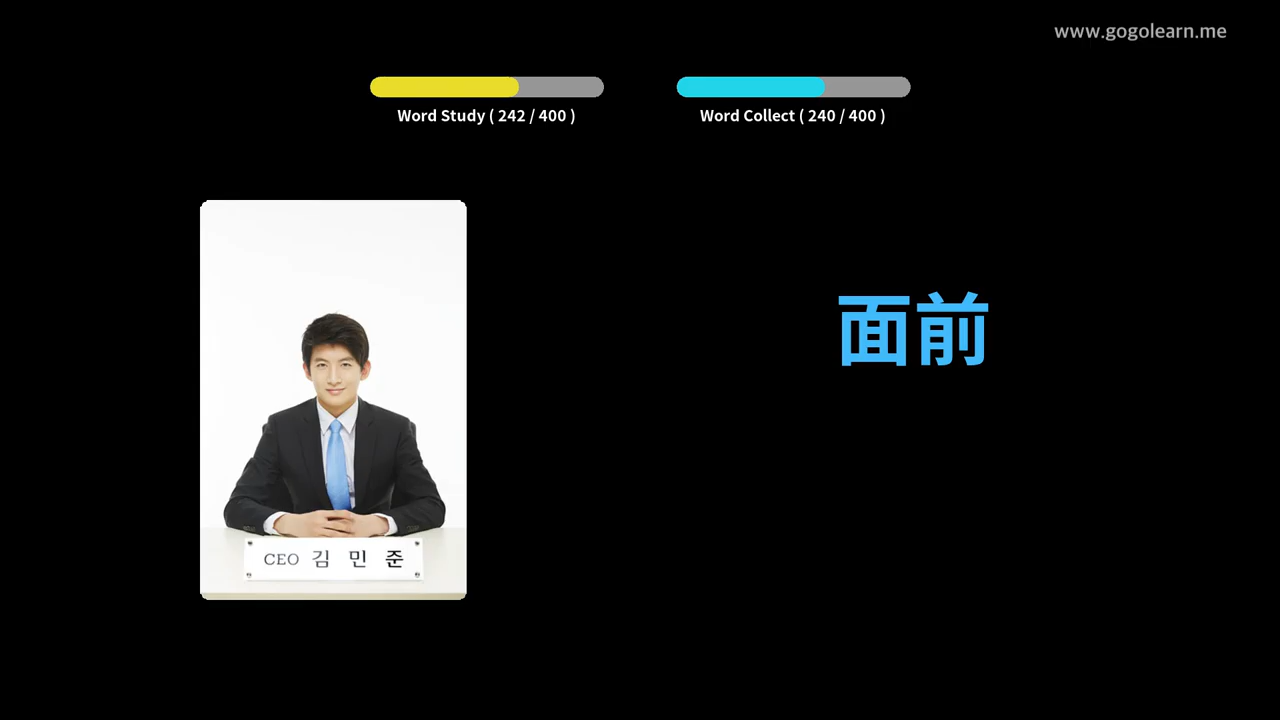 www.gogolearn.me
Word Study ( 242 / 400 )
Word Collect ( 240 / 400 )
面前
CEO 김 민 준